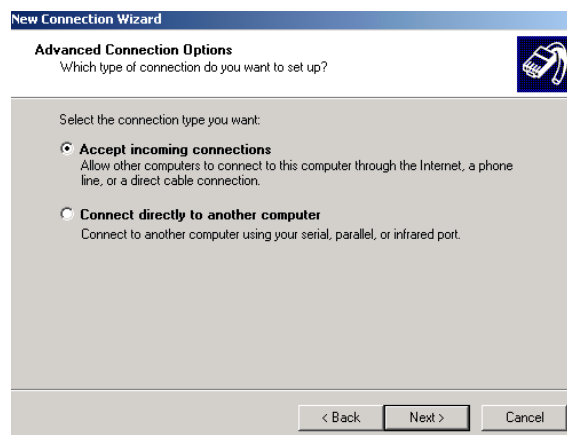 New Connection Wizard
Advanced Connection Options
Which type of connection do you want to set up?
Select the connection type you want:
Accept incoming connections
Allow other computers to connect to this computer through the Internet, a phone
line, or a direct cable connection.
Connect directly to another computer
Connect to another computer using your serial, parallel, or infrared port.
< Back
Next >
Cancel